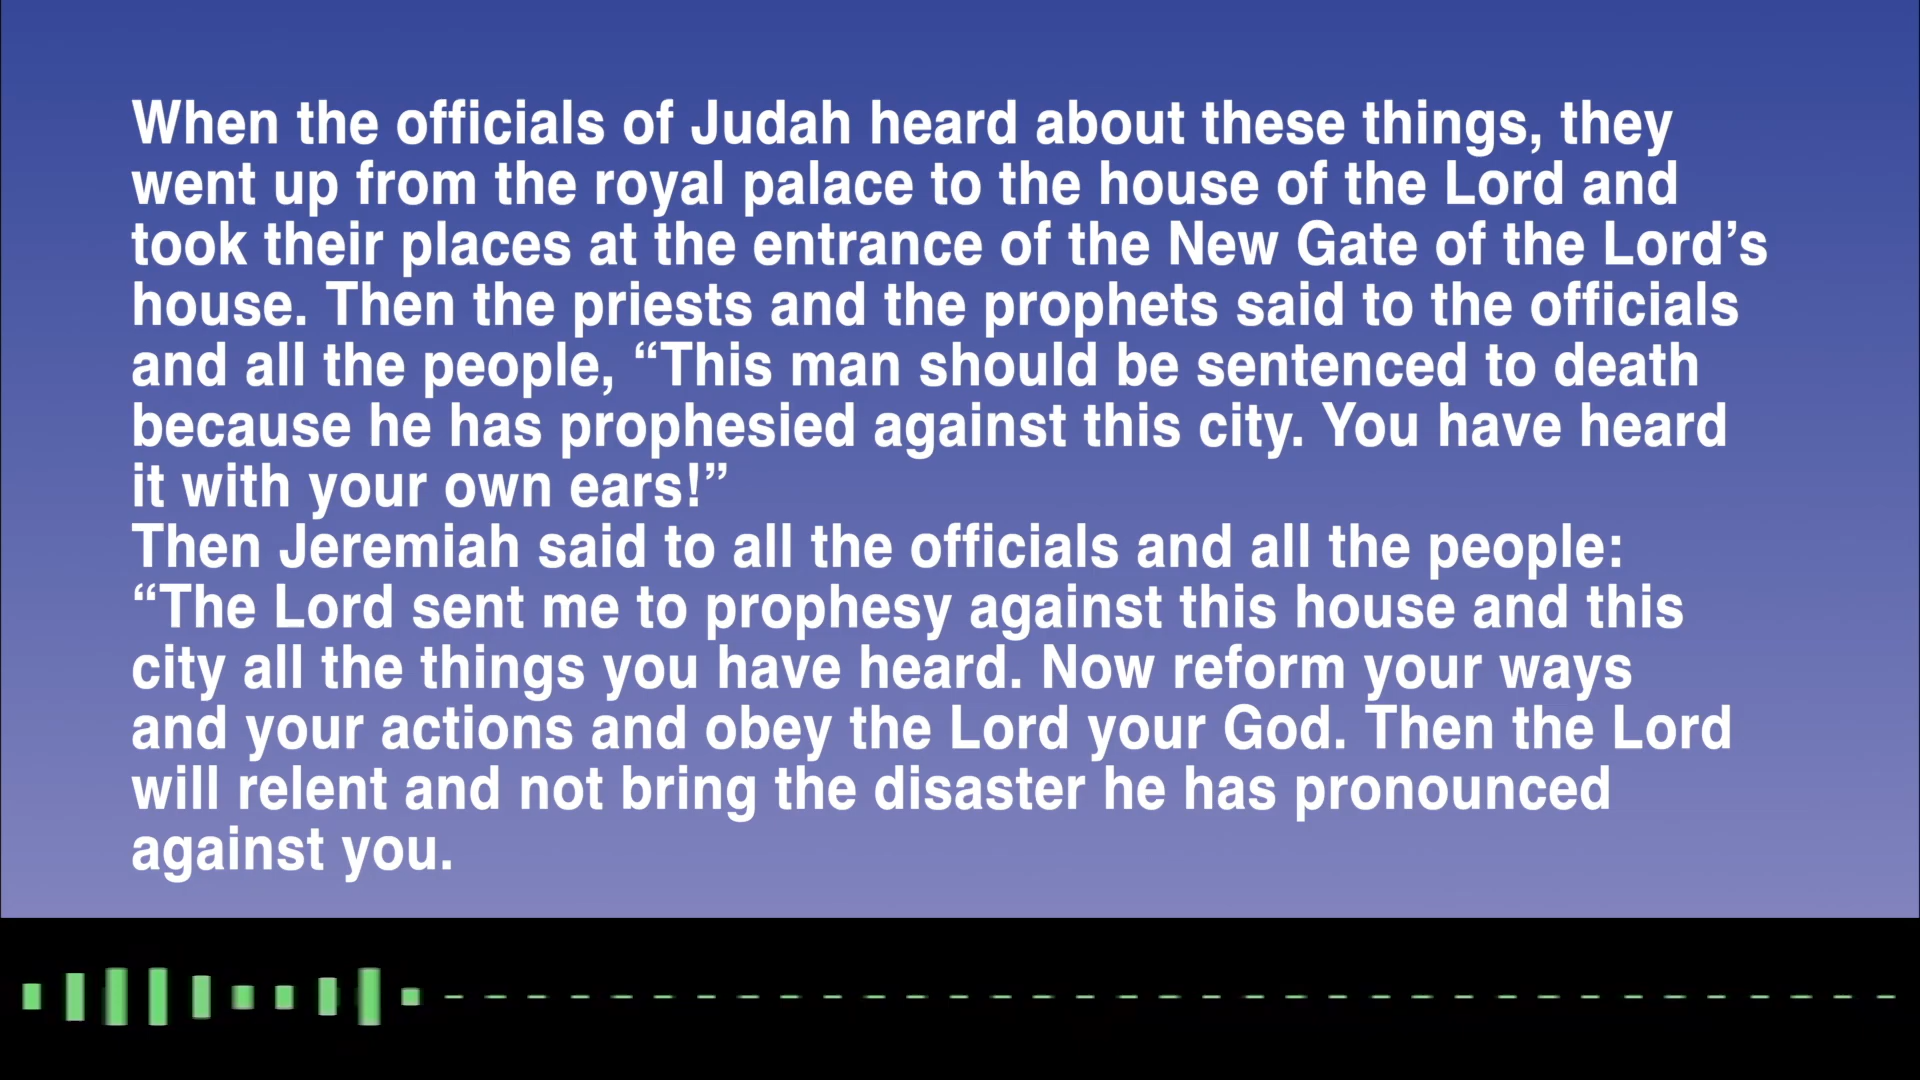 When the officials of Judah heard about these things, they
went up from the royal palace to the house of the Lord and
took their places at the entrance of the New Gate of the Lord’s
house. Then the priests and the prophets said to the officials
and all the people, “This man should be sentenced to death
because he has prophesied against this city. You have heard
it with your own ears!”
Then Jeremiah said to all the officials and all the people:
“The Lord sent me to prophesy against this house and this
city all the things you have heard. Now reform your ways
and your actions and obey the Lord your God. Then the Lord
will relent and not bring the disaster he has pronounced
against you.